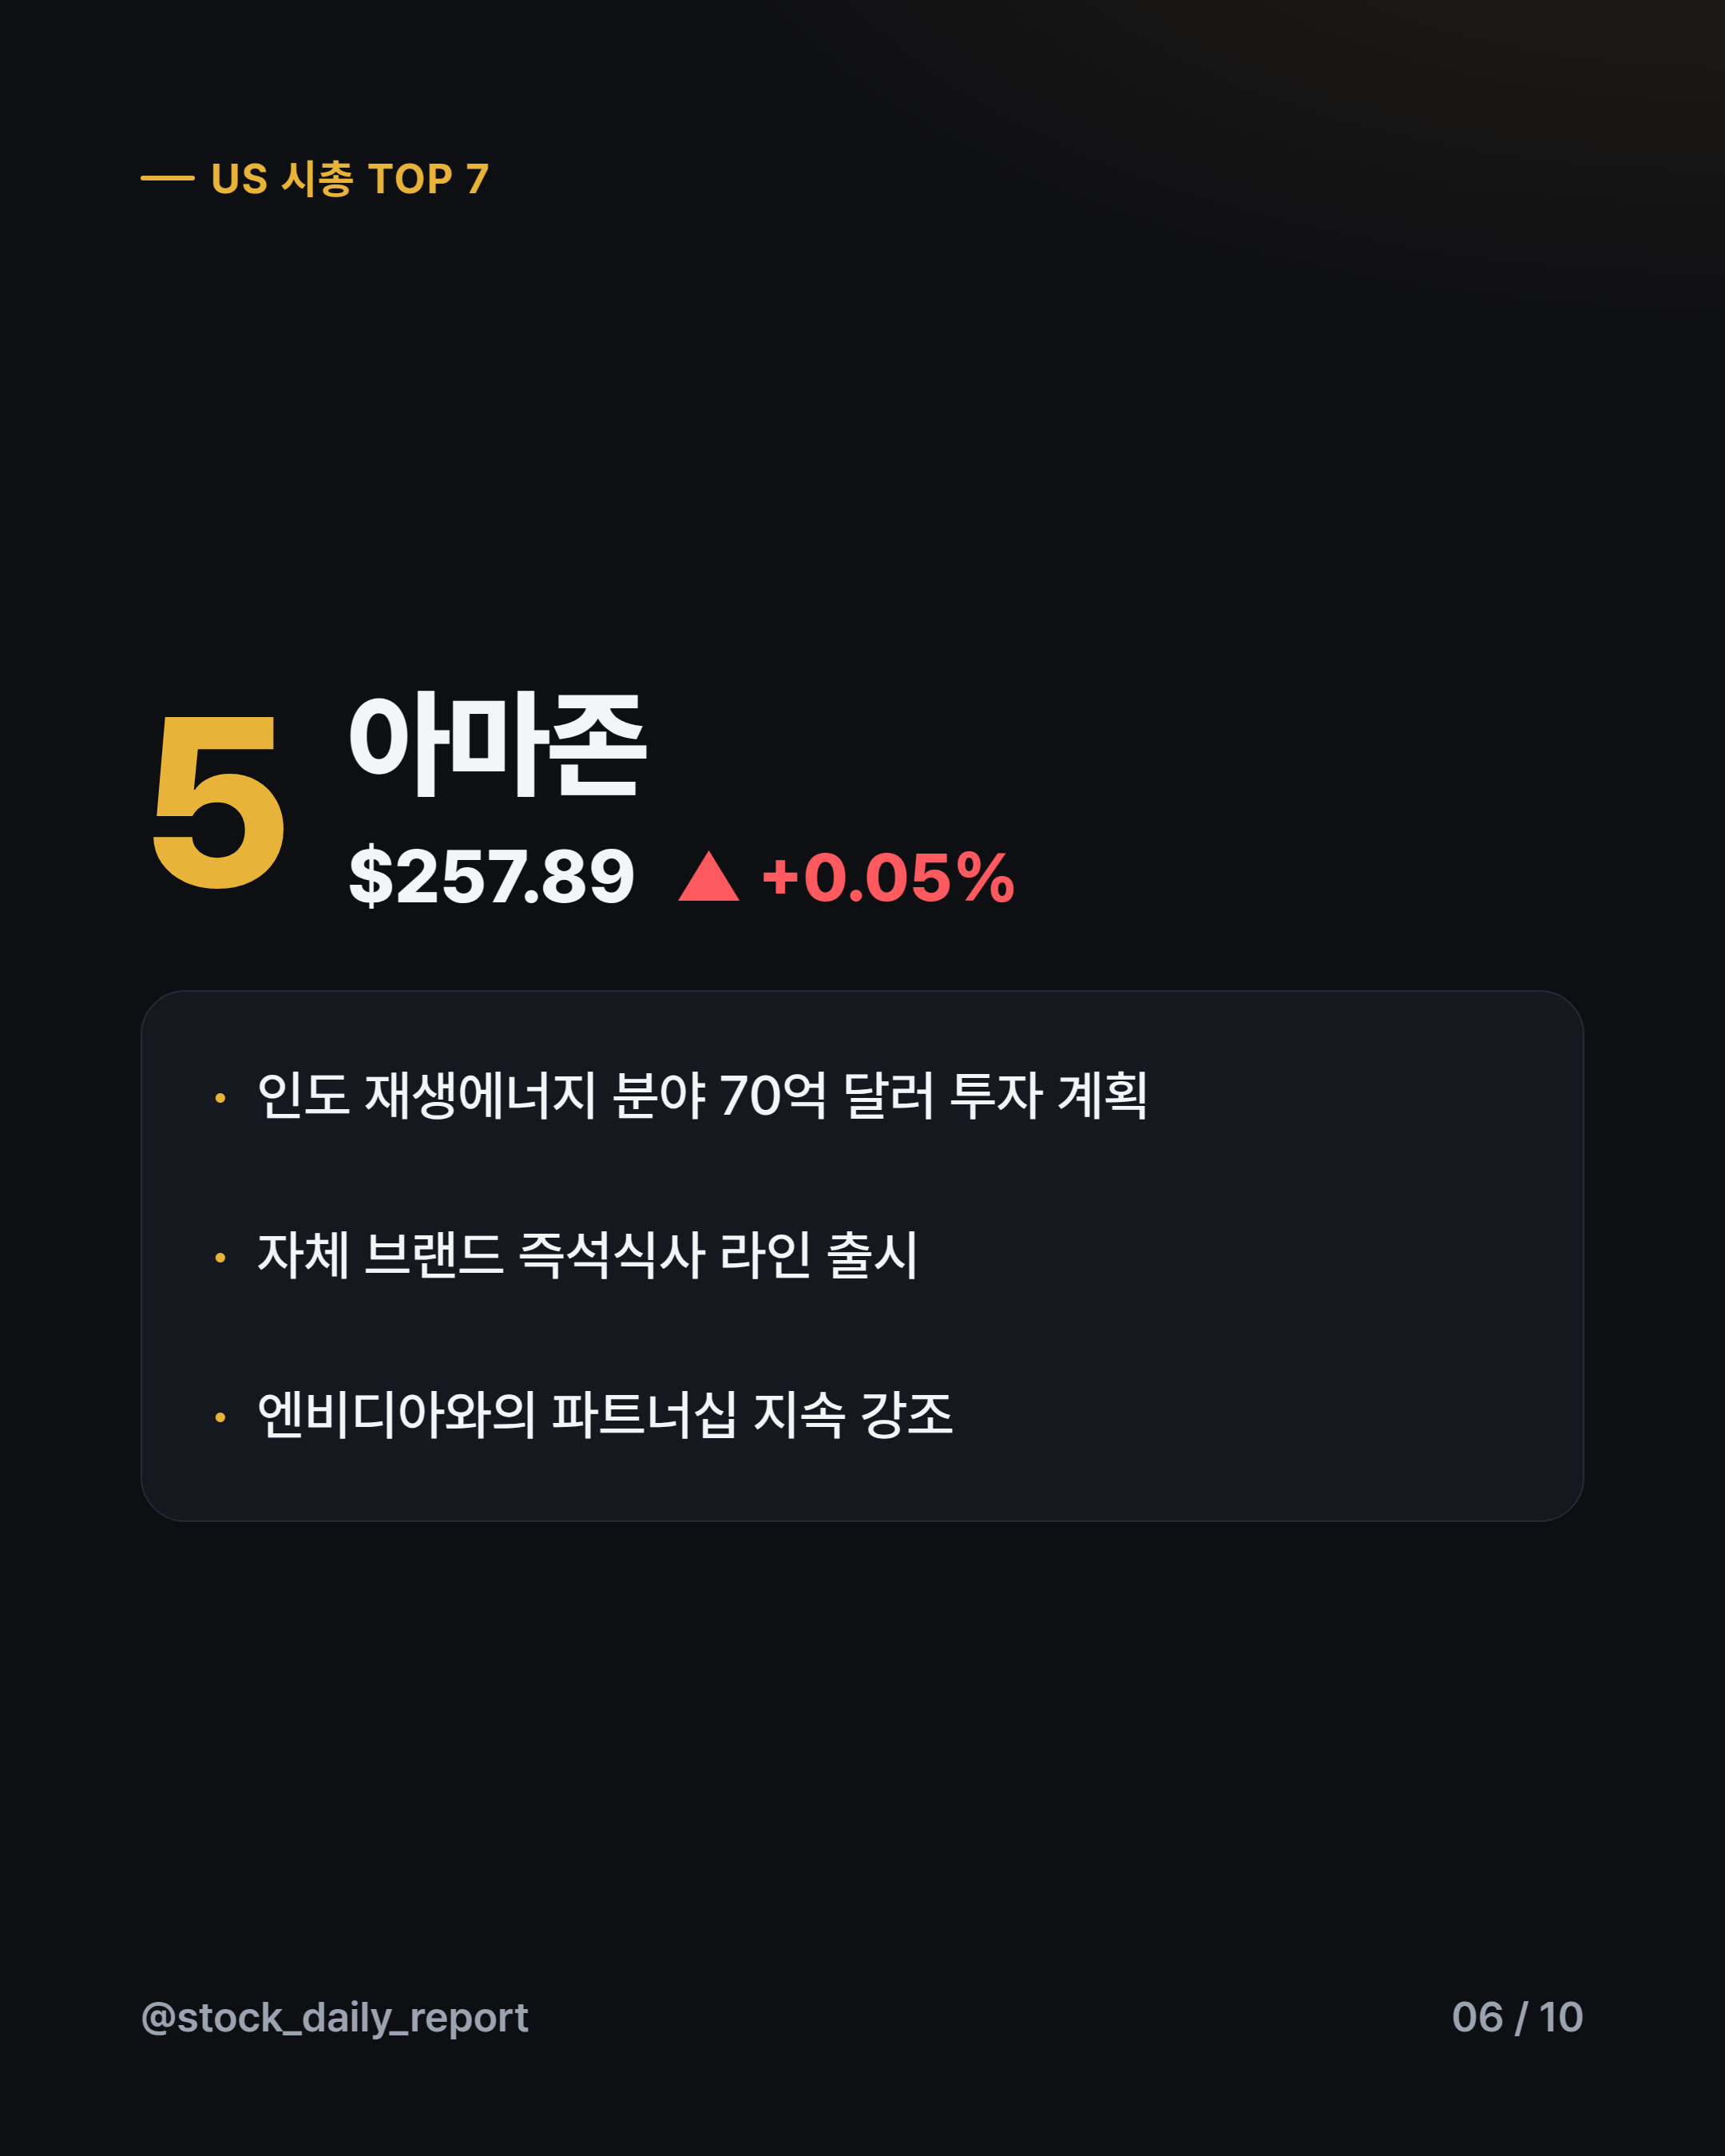 US 시총 TOP 7
5
아마존
$257.89 ▲ +0.05%
• 인도 재생에너지 분야 70억 달러 투자 계획
• 자체 브랜드 즉석식사 라인 출시
• 엔비디아와의 파트너십 지속 강조
@stock_daily_report
06 / 10